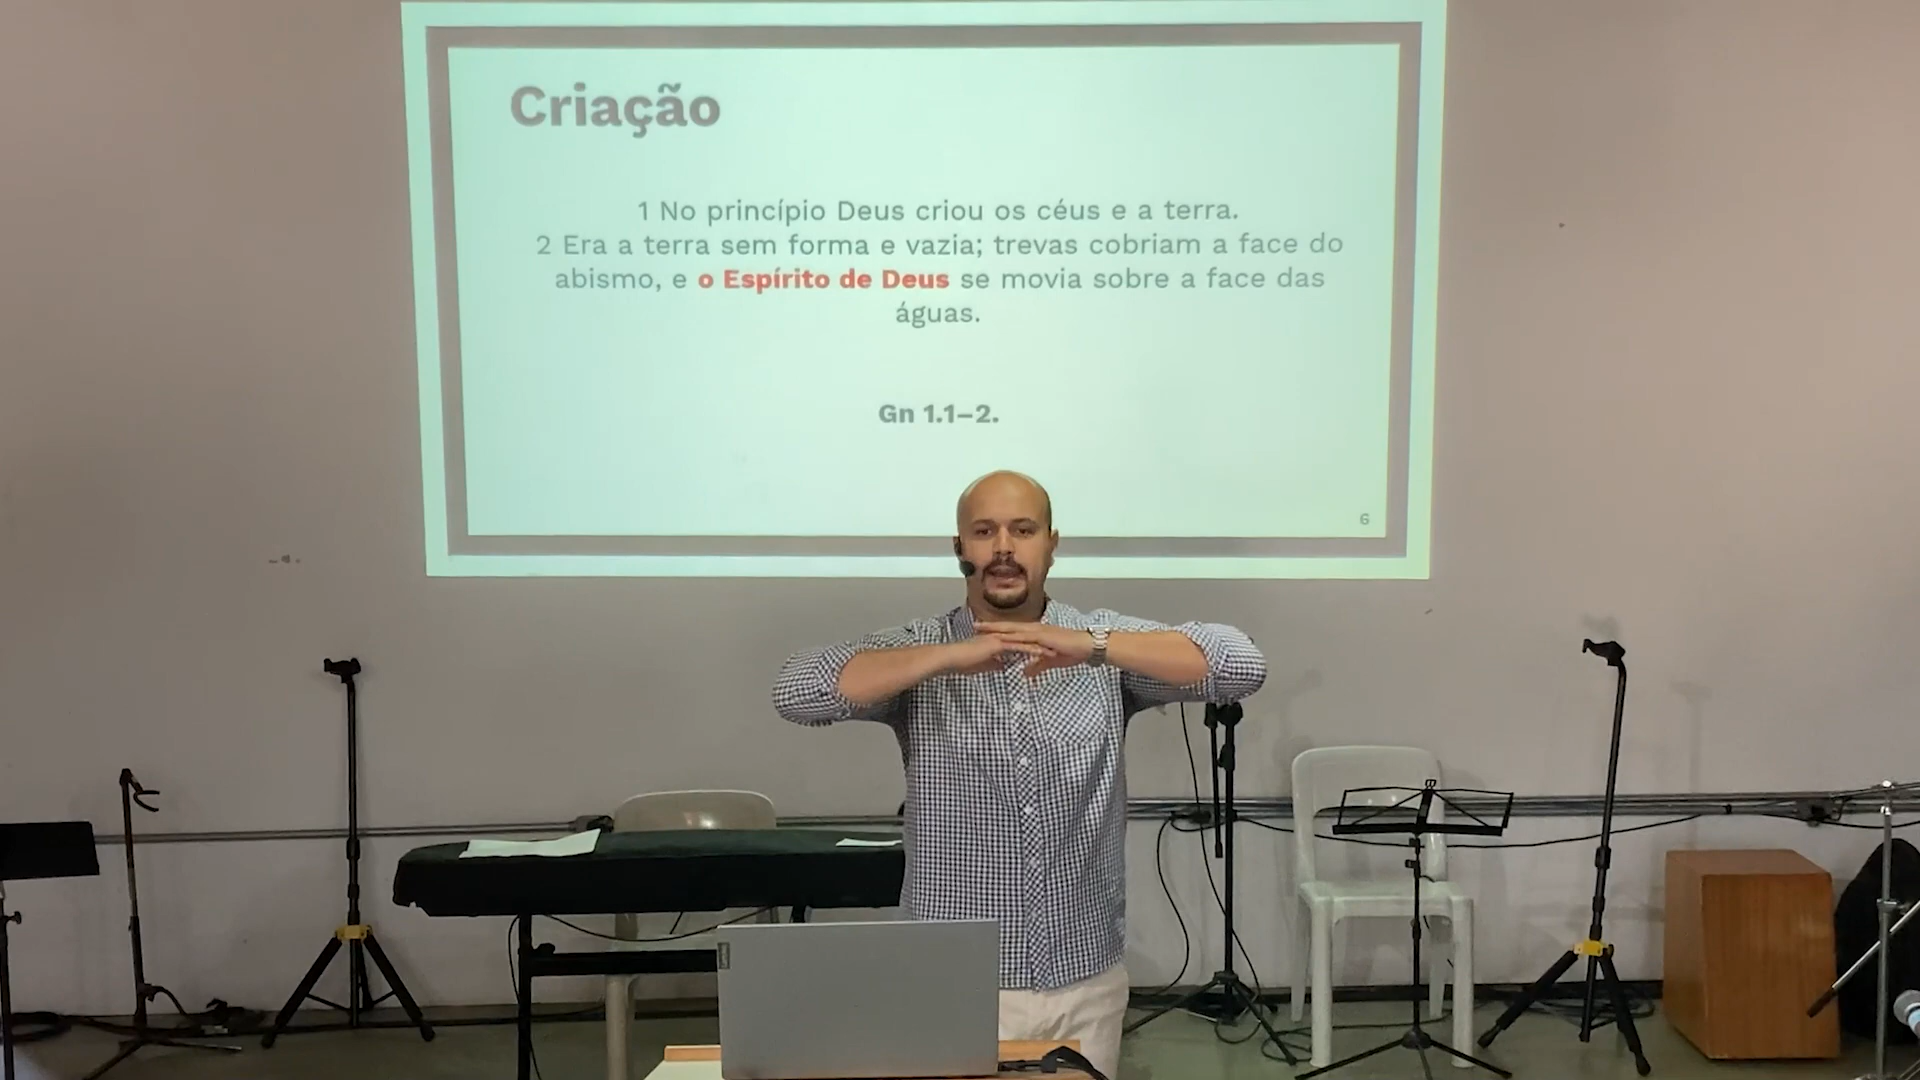 Criação
1 No princípio Deus criou os céus e a terra.
2 Era a terra sem forma e vazia; trevas cobriam a face do
abismo, e o Espírito de Deus se movia sobre a face das
águas.
Gn 1.1–2.
6